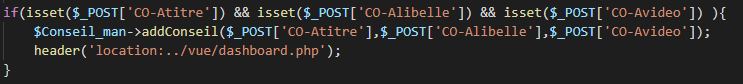 if(isset($_POST['CO-Atitre']) && isset($_POST['CO-Alibelle']) && isset($_POST['CO-Avideo']) ){
    $Conseil_man->addConseil($_POST['CO-Atitre'],$_POST['CO-Alibelle'],$_POST['CO-Avideo']);
    header('location:../vue/dashboard.php');
}